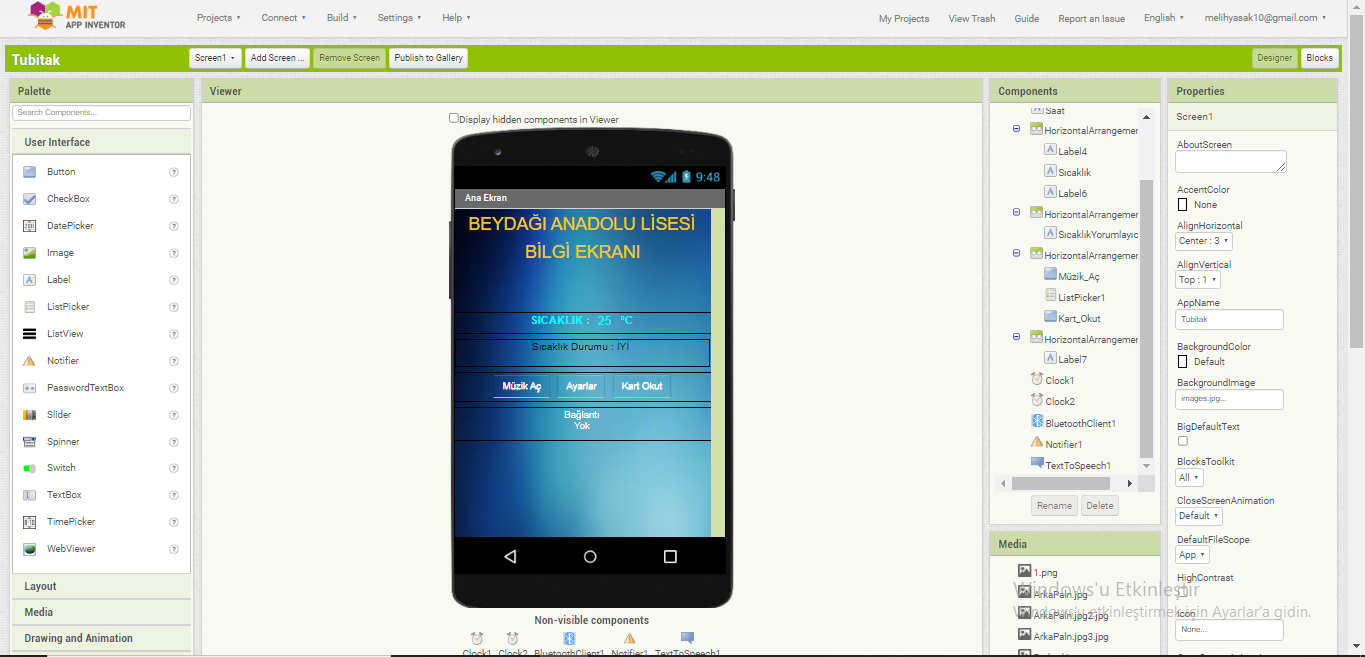 MIT
APP INVENTOR
Projects
Connect
Build
Settings
Help
My Projects
View Trash
Guide
Report an Issue
English
melihyasak10@gmail.com
Tubitak
Screen1
Add Screen ...
Remove Screen
Publish to Gallery
Designer
Blocks
Palette
Search Components...
User Interface
Button
CheckBox
DatePicker
Image
Label
ListPicker
ListView
Notifier
PasswordTextBox
Slider
Spinner
Switch
TextBox
TimePicker
WebViewer
Layout
Media
Drawing and Animation
Viewer
Display hidden components in Viewer
9:48
Ana Ekran
BEYDAĞI ANADOLU LİSESİ
BİLGİ EKRANI
SICAKLIK : 25 °C
Sıcaklık Durumu : İYİ
Müzik Aç
Ayarlar
Kart Okut
Bağlantı
Yok
Non-visible components
Clock1
Clock2
BluetoothClient1
Notifier1
TextToSpeech1
Components
Saat
HorizontalArrangemer
Label4
Sıcaklık
Label6
HorizontalArrangemer
SıcaklıkYorumlayıc
HorizontalArrangemer
Müzik_Aç
ListPicker1
Kart_Okut
HorizontalArrangemer
Label7
Clock1
Clock2
BluetoothClient1
Notifier1
TextToSpeech1
Rename
Delete
Media
1.png
ArkaPaln.jpg
ArkaPaln.jpg2.jpg
ArkaPaln.jpg3.jpg
Properties
Screen1
AboutScreen
AccentColor
None
AlignHorizontal
Center : 3
AlignVertical
Top : 1
AppName
Tubitak
BackgroundColor
Default
BackgroundImage
images.jpg...
BigDefaultText
BlocksToolkit
All
CloseScreenAnimation
Default
DefaultFileScope
App
HighContrast
Icon
None...
Windows'u Etkinleştir
Windows'u etkinleştirmek için Ayarlar'a gidin.